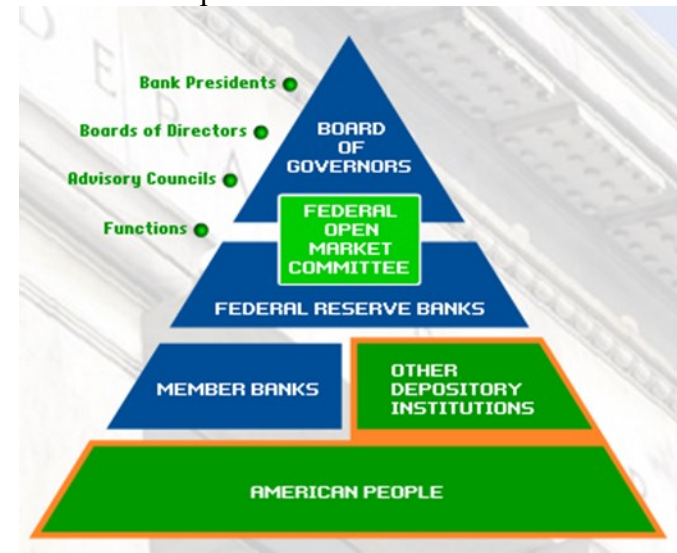 Bank Presidents
Boards of Directors
Advisory Councils
Functions
BOARD
OF
GOVERNORS
FEDERAL
OPEN
MARKET
COMMITTEE
FEDERAL RESERVE BANKS
MEMBER BANKS
OTHER
DEPOSITORY
INSTITUTIONS
AMERICAN PEOPLE